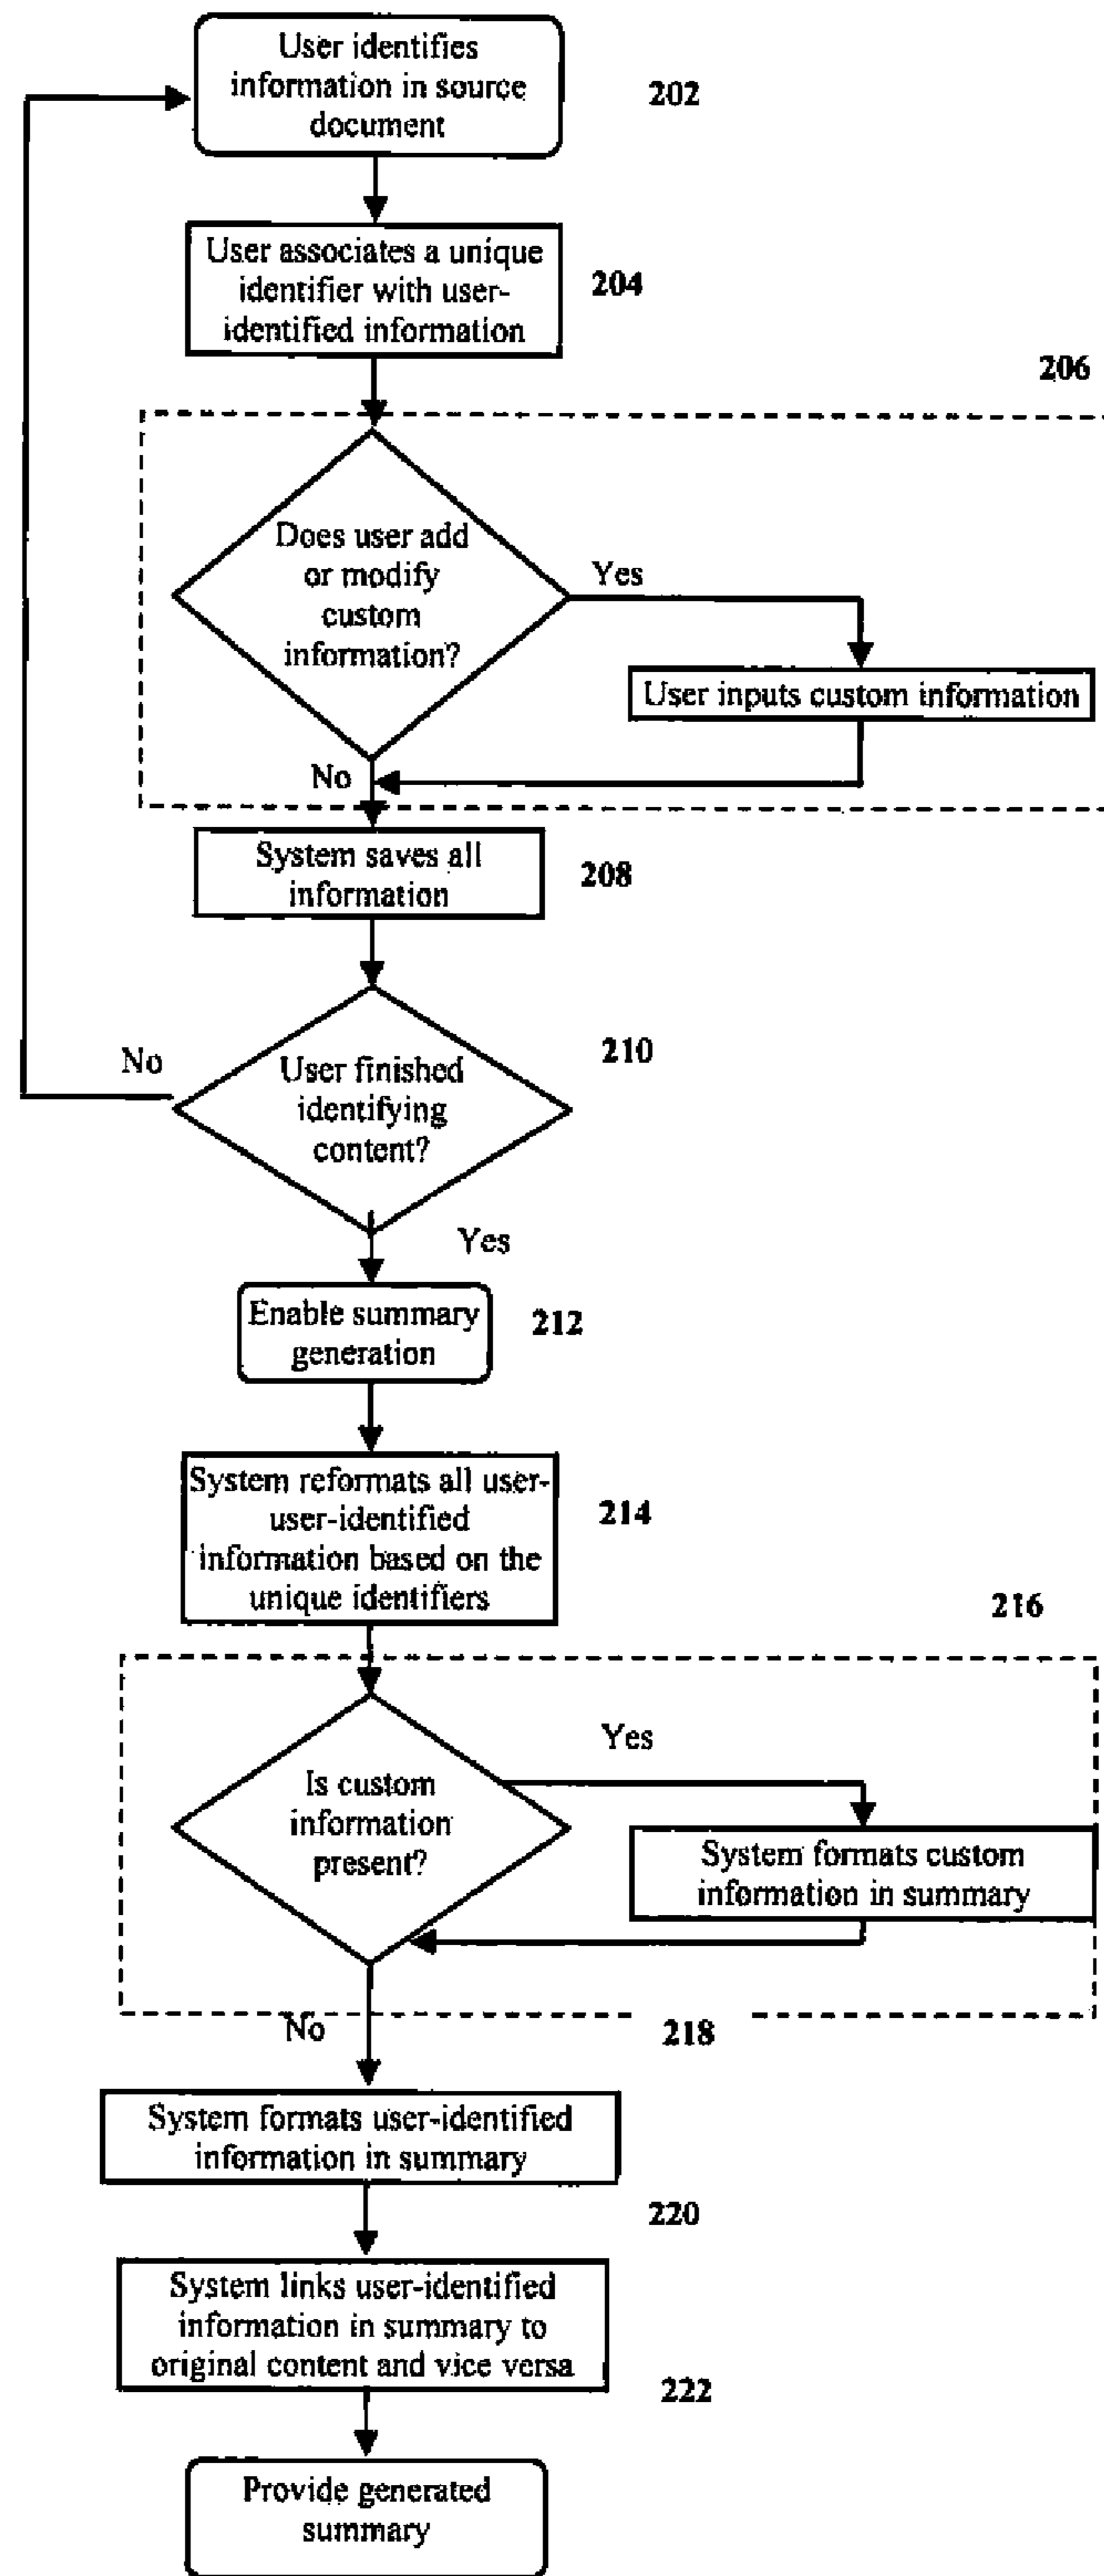 User identifies
information in source
document
202
User associates a unique
identifier with user-
identified information
204
206
Does user add
or modify
custom
information?
Yes
User inputs custom information
No
System saves all
information
208
User finished
identifying
content?
210
No
Yes
Enable summary
generation
212
System reformats all user-
user-identified
information based on the
unique identifiers
214
216
Is custom
information
present?
Yes
System formats custom
information in summary
No
218
System formats user-identified
information in summary
220
System links user-identified
information in summary to
original content and vice versa
222
Provide generated
summary